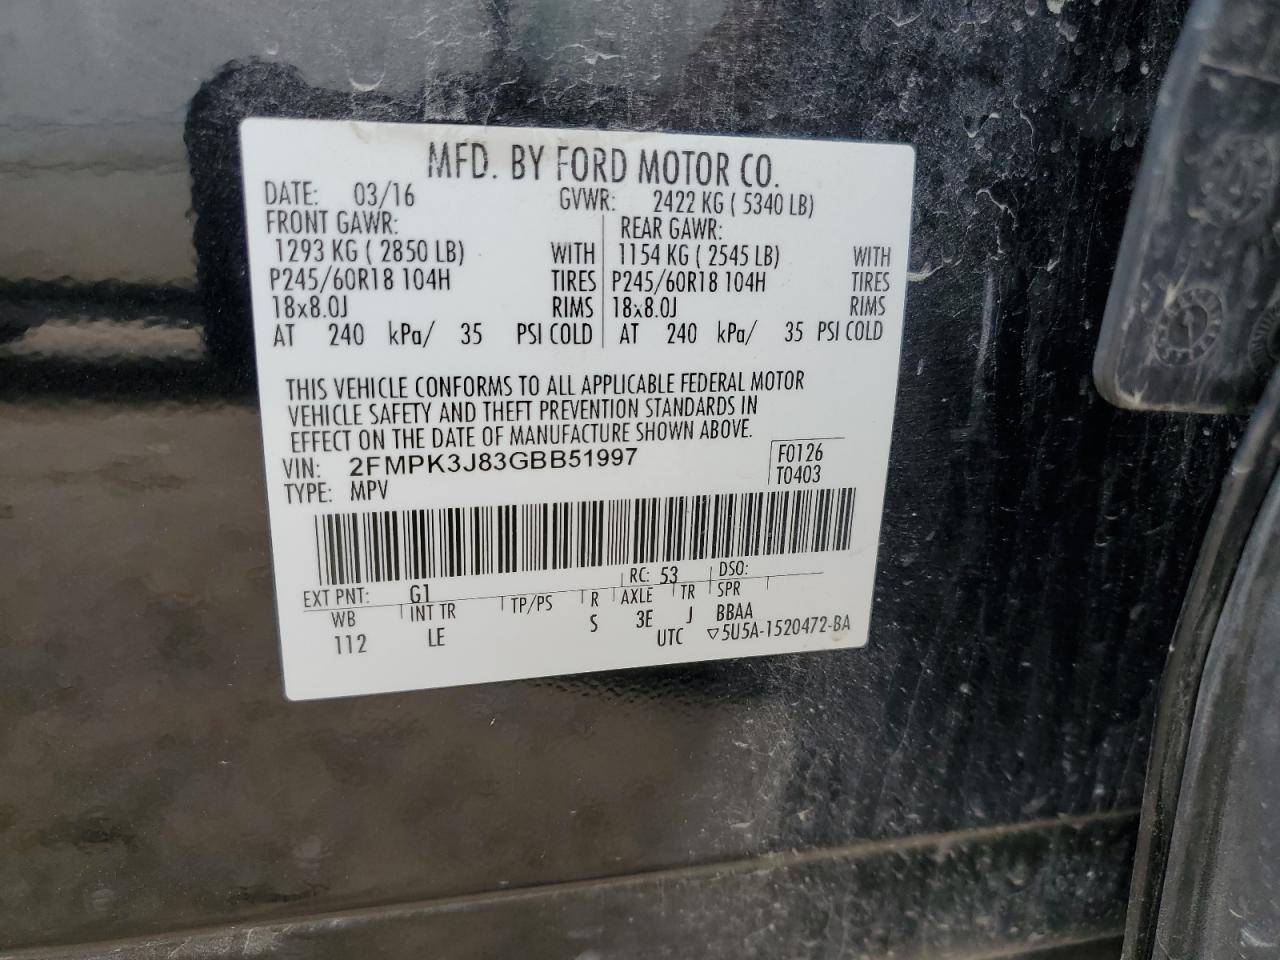 MFD. BY FORD MOTOR CO.
DATE: 03/16 GVWR: 2422 KG ( 5340 LB)
FRONT GAWR: REAR GAWR:
1293 KG ( 2850 LB) WITH 1154 KG ( 2545 LB) WITH
P245/60R18 104H TIRES P245/60R18 104H TIRES
18x8.0J RIMS 18x8.0J RIMS
AT 240 kPa/ 35 PSI COLD AT 240 kPa/ 35 PSI COLD
THIS VEHICLE CONFORMS TO ALL APPLICABLE FEDERAL MOTOR
VEHICLE SAFETY AND THEFT PREVENTION STANDARDS IN
EFFECT ON THE DATE OF MANUFACTURE SHOWN ABOVE.
VIN: 2FMPK3J83GBB51997 F0126
TYPE: MPV T0403
EXT PNT: G1 RC: 53 DSO:
WB INT TR TP/PS R AXLE TR SPR
112 LE S 3E J BBAA
UTC ▽5U5A-1520472-BA